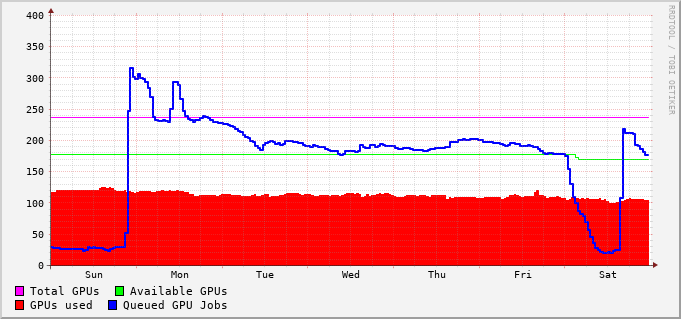 400
350
300
250
200
150
100
50
0
Sun Mon Tue Wed Thu Fri Sat
Total GPUs Available GPUs
GPUs used Queued GPU Jobs
RRDTOOL / TOBI OETIKER